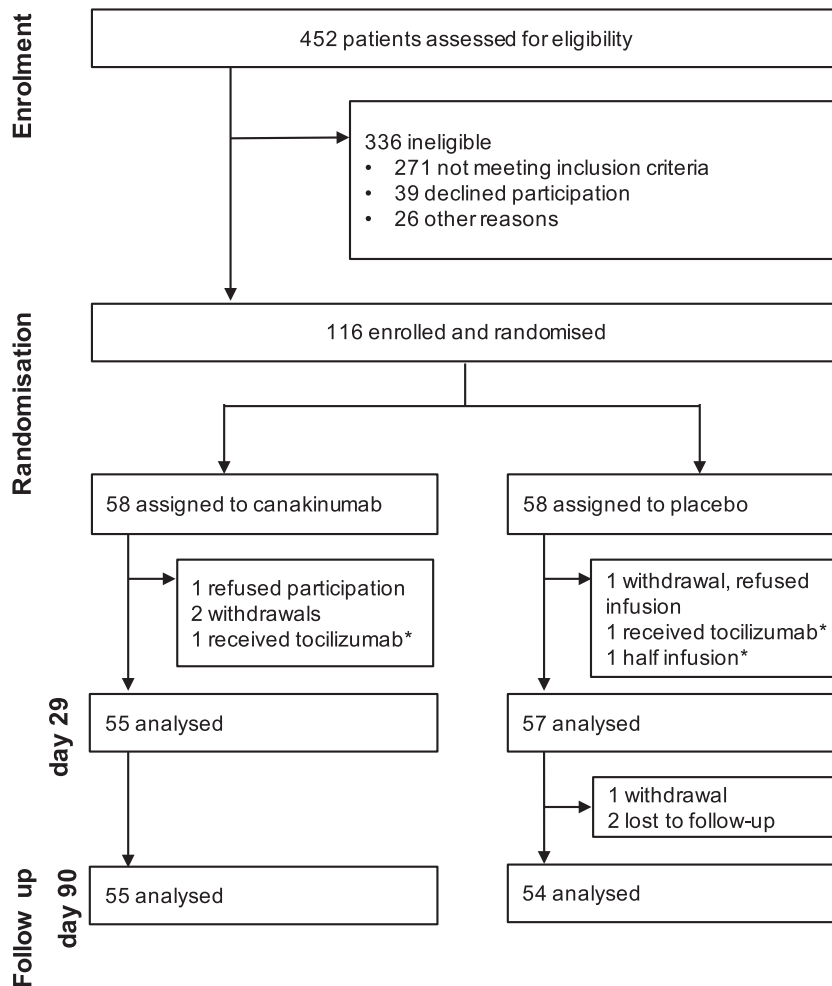 Enrolment
452 patients assessed for eligibility
336 ineligible
• 271 not meeting inclusion criteria
• 39 declined participation
• 26 other reasons
Randomisation
116 enrolled and randomised
58 assigned to canakinumab
58 assigned to placebo
1 refused participation
2 withdrawals
1 received tocilizumab*
1 withdrawal, refused
infusion
1 received tocilizumab*
1 half infusion*
day 29
55 analysed
57 analysed
1 withdrawal
2 lost to follow-up
Follow up
day 90
55 analysed
54 analysed